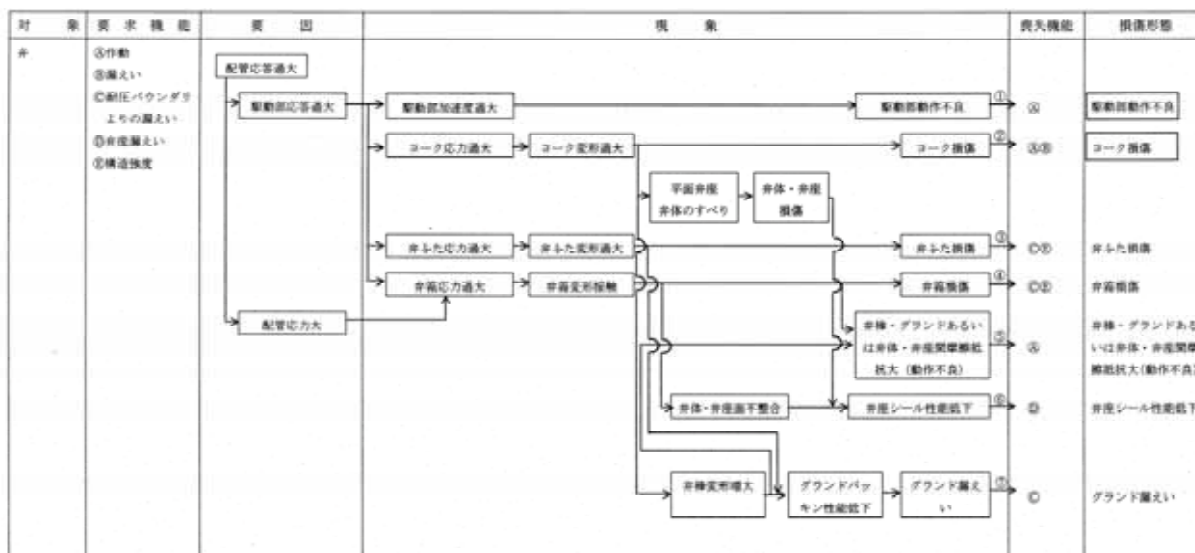 対　象
要 求 機 能
要　因
現　象
喪失機能
損傷形態
弁
Ⓐ作動
Ⓑ漏えい
Ⓒ耐圧バウンダリ
よりの漏えい
Ⓓ弁座漏えい
Ⓔ構造強度
配管応答過大
駆動部応答過大
駆動部加速度過大
駆動部動作不良
①
Ⓐ
駆動部動作不良
ヨーク応力過大
ヨーク変形過大
ヨーク損傷
②
ⒶⒷ
ヨーク損傷
平面弁座
弁体のすべり
弁体・弁座
損傷
弁ふた応力過大
弁ふた変形過大
弁ふた損傷
③
ⒸⒺ
弁ふた損傷
弁箱応力過大
弁箱変形接触
弁箱損傷
④
ⒸⒺ
弁箱損傷
配管応力大
弁棒・グランドあるい
は弁体・弁座間摩擦抵
抗大（動作不良）
⑤
Ⓐ
弁棒・グランドある
いは弁体・弁座間摩
擦抵抗大(動作不良)
弁体・弁座面不整合
弁座シール性能低下
⑥
Ⓓ
弁座シール性能低下
弁棒変形増大
グランドパッ
キン性能低下
グランド漏え
い
⑦
Ⓒ
グランド漏えい